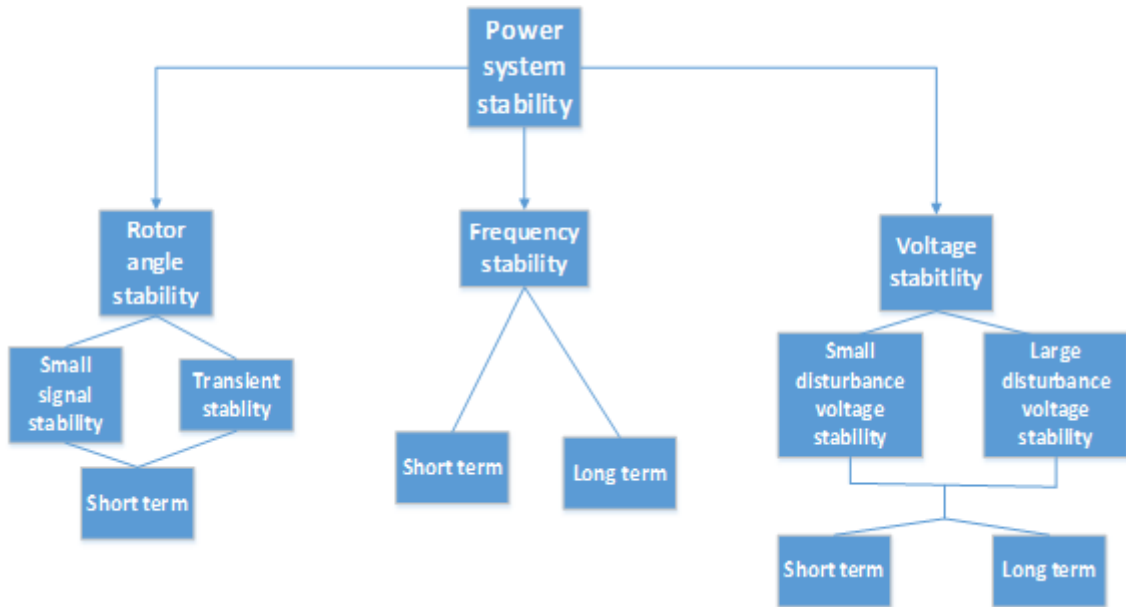 Power
system
stability
Rotor
angle
stability
Frequency
stability
Voltage
stabitlity
Small
signal
stability
Transient
stablity
Small
disturbance
voltage
stability
Large
disturbance
voltage
stability
Short term
Short term
Long term
Short term
Long term